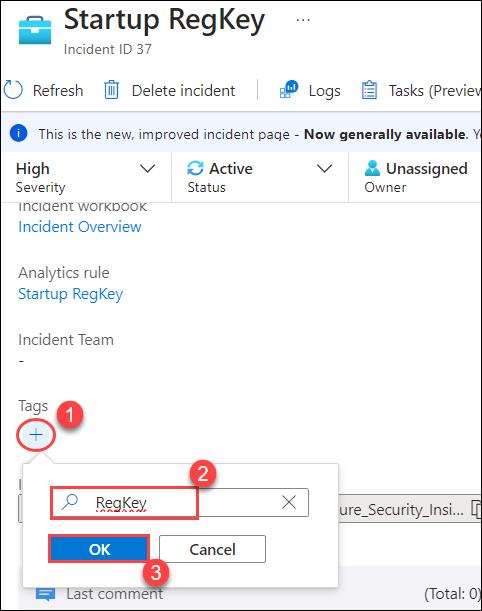 Startup RegKey ...
Incident ID 37
Refresh Delete incident Logs Tasks (Preview
This is the new, improved incident page - Now generally available. Yo
High Active Unassigned
Severity Status Owner
Incident workbook
Incident Overview
Analytics rule
Startup RegKey
Incident Team
-
Tags
1
+
2
RegKey
ure_Security_Insi...
OK Cancel
3
Last comment (Total: 0)